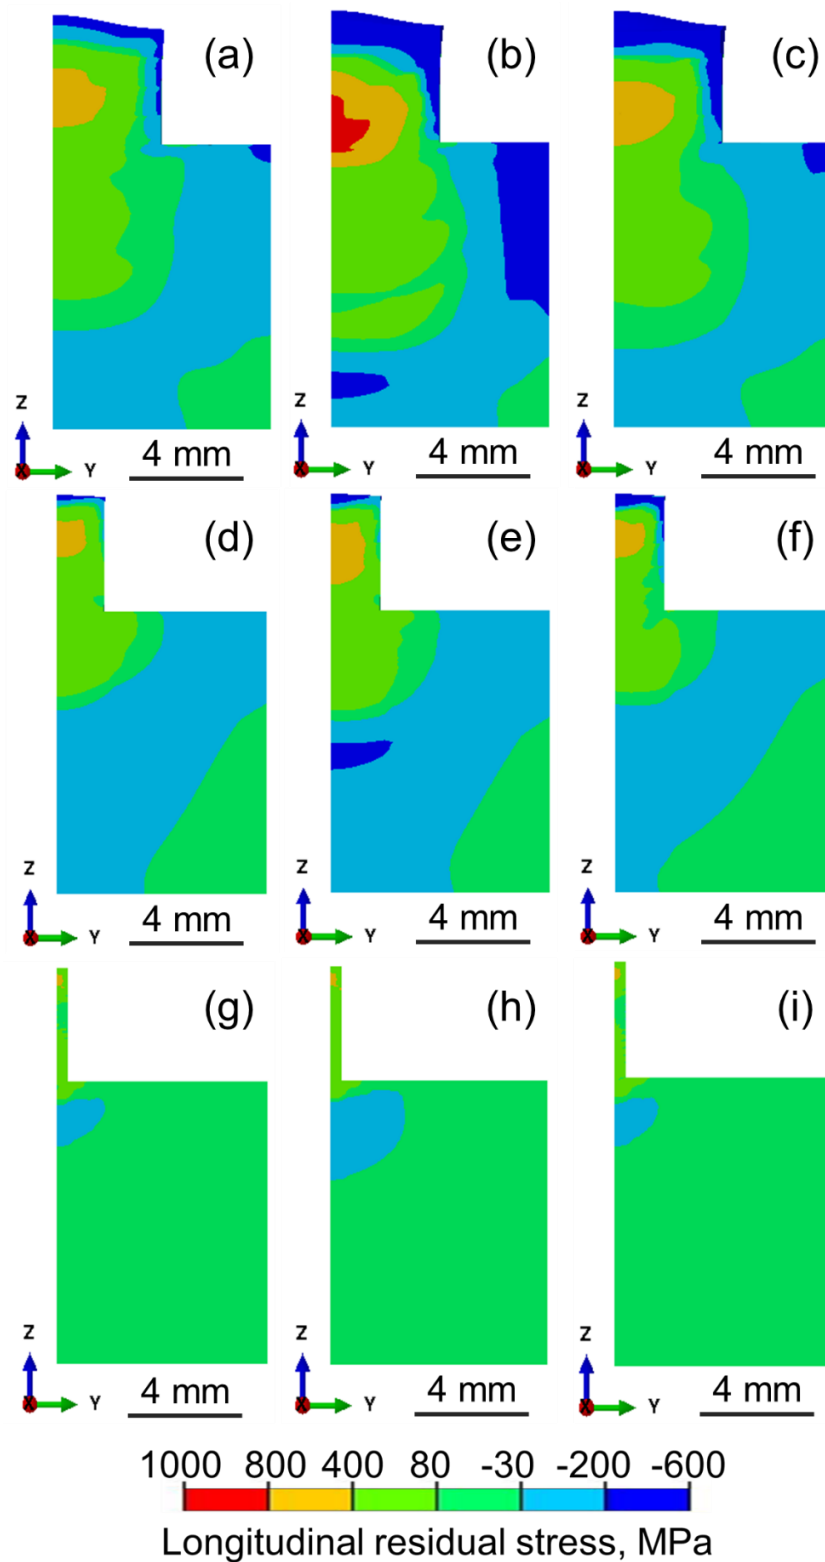 (a) (b) (c)
Z Z Z
X Y X Y X Y
4 mm 4 mm 4 mm
(d) (e) (f)
Z Z Z
X Y X Y X Y
4 mm 4 mm 4 mm
(g) (h) (i)
Z Z Z
X Y X Y X Y
4 mm 4 mm 4 mm
1000 800 400 80 -30 -200 -600
Longitudinal residual stress, MPa